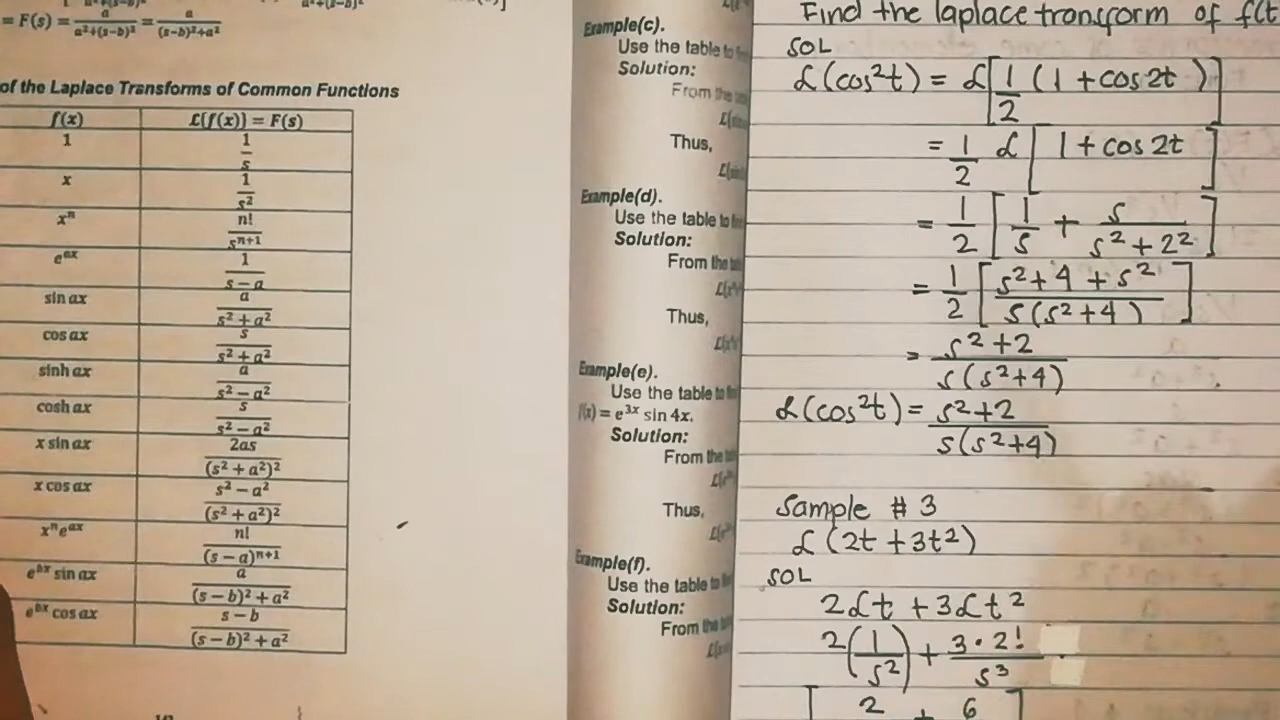 = F(s) = a/(a²+(s−b)²) = a/((s−b)²+a²)
of the Laplace Transforms of Common Functions
f(x) ℒ{f(x)} = F(s)
1 1/s
x 1/s²
xⁿ n!/sⁿ⁺¹
eᵃˣ 1/(s − a)
sin ax a/(s² + a²)
cos ax s/(s² + a²)
sinh ax a/(s² − a²)
cosh ax s/(s² − a²)
x sin ax 2as/(s² + a²)²
x cos ax (s² − a²)/(s² + a²)²
xⁿeᵃˣ n!/(s − a)ⁿ⁺¹
eᵇˣ sin ax a/((s − b)² + a²)
eᵇˣ cos ax (s − b)/((s − b)² + a²)
Example(c).
Use the table to
Solution:
From the
Thus,
Example(d).
Use the table to
Solution:
From the
Thus,
Example(e).
Use the table to
f(x) = e³ˣ sin 4x.
Solution:
From the
Thus,
Example(f).
Use the table to
Solution:
From the
Find the laplace transform of f(t
SOL
ℒ(cos²t) = ℒ[1/2 (1 + cos 2t )]
= 1/2 ℒ[ 1 + cos 2t ]
= 1/2 [1/s + s/(s² + 2²)]
= 1/2 [(s² + 4 + s²)/(s(s² + 4))]
= (s² + 2)/(s(s² + 4))
ℒ(cos²t) = (s² + 2)/(s(s² + 4))
Sample # 3
ℒ(2t + 3t²)
SOL
2ℒt + 3ℒt²
2(1/s²) + (3 · 2!)/s³
[ 2 + 6 ]